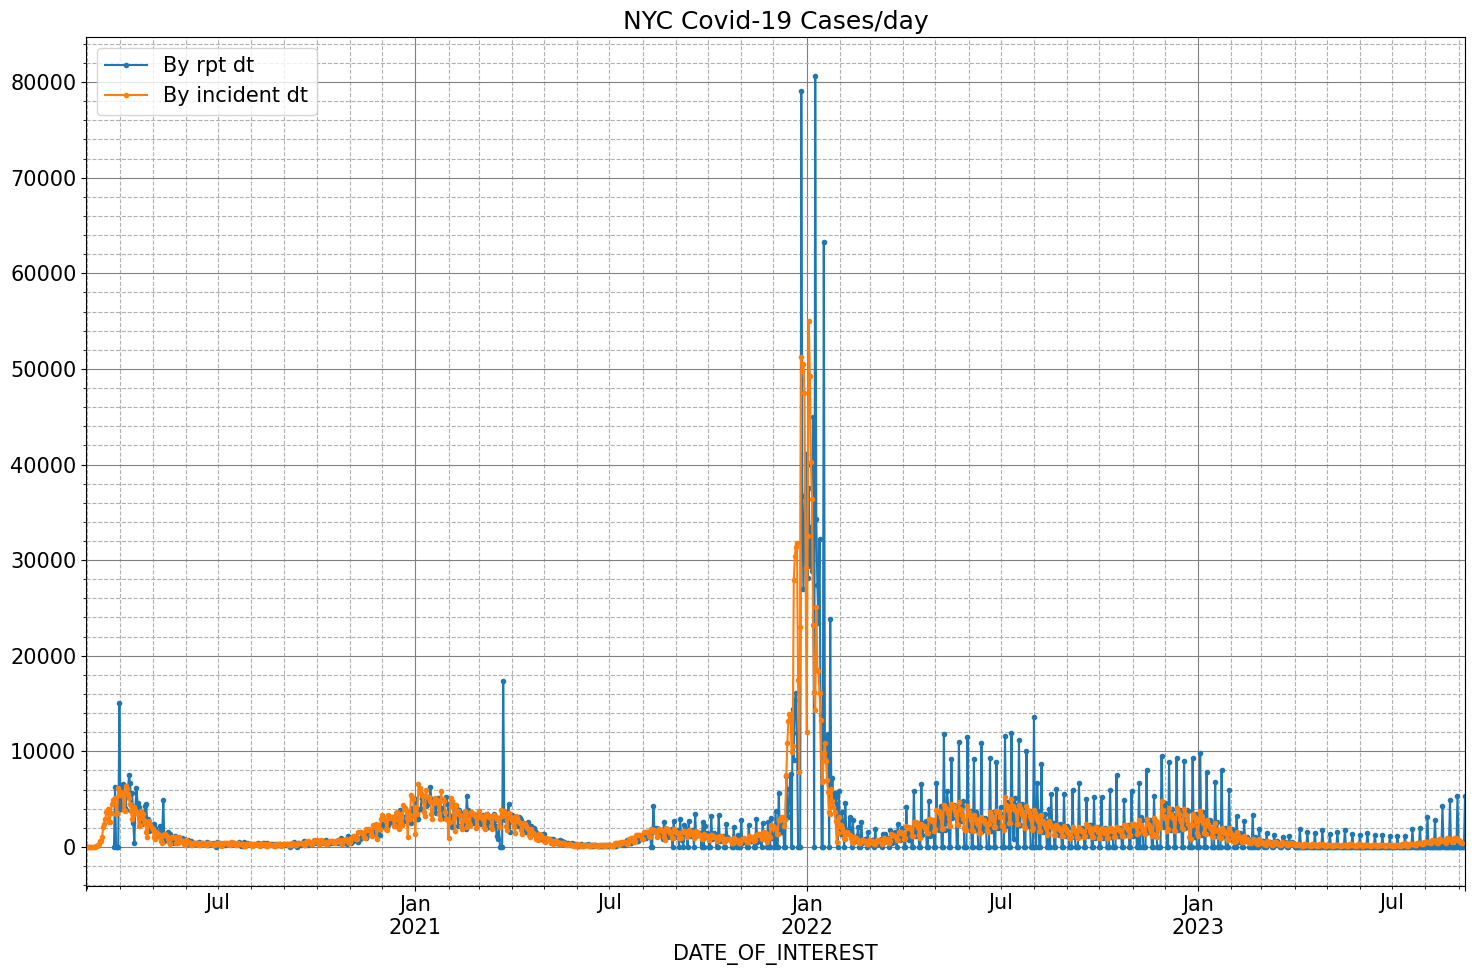 NYC Covid-19 Cases/day
By rpt dt
By incident dt
80000
70000
60000
50000
40000
30000
20000
10000
0
Jul Jan Jul Jan Jul Jan Jul
2021 2022 2023
DATE_OF_INTEREST